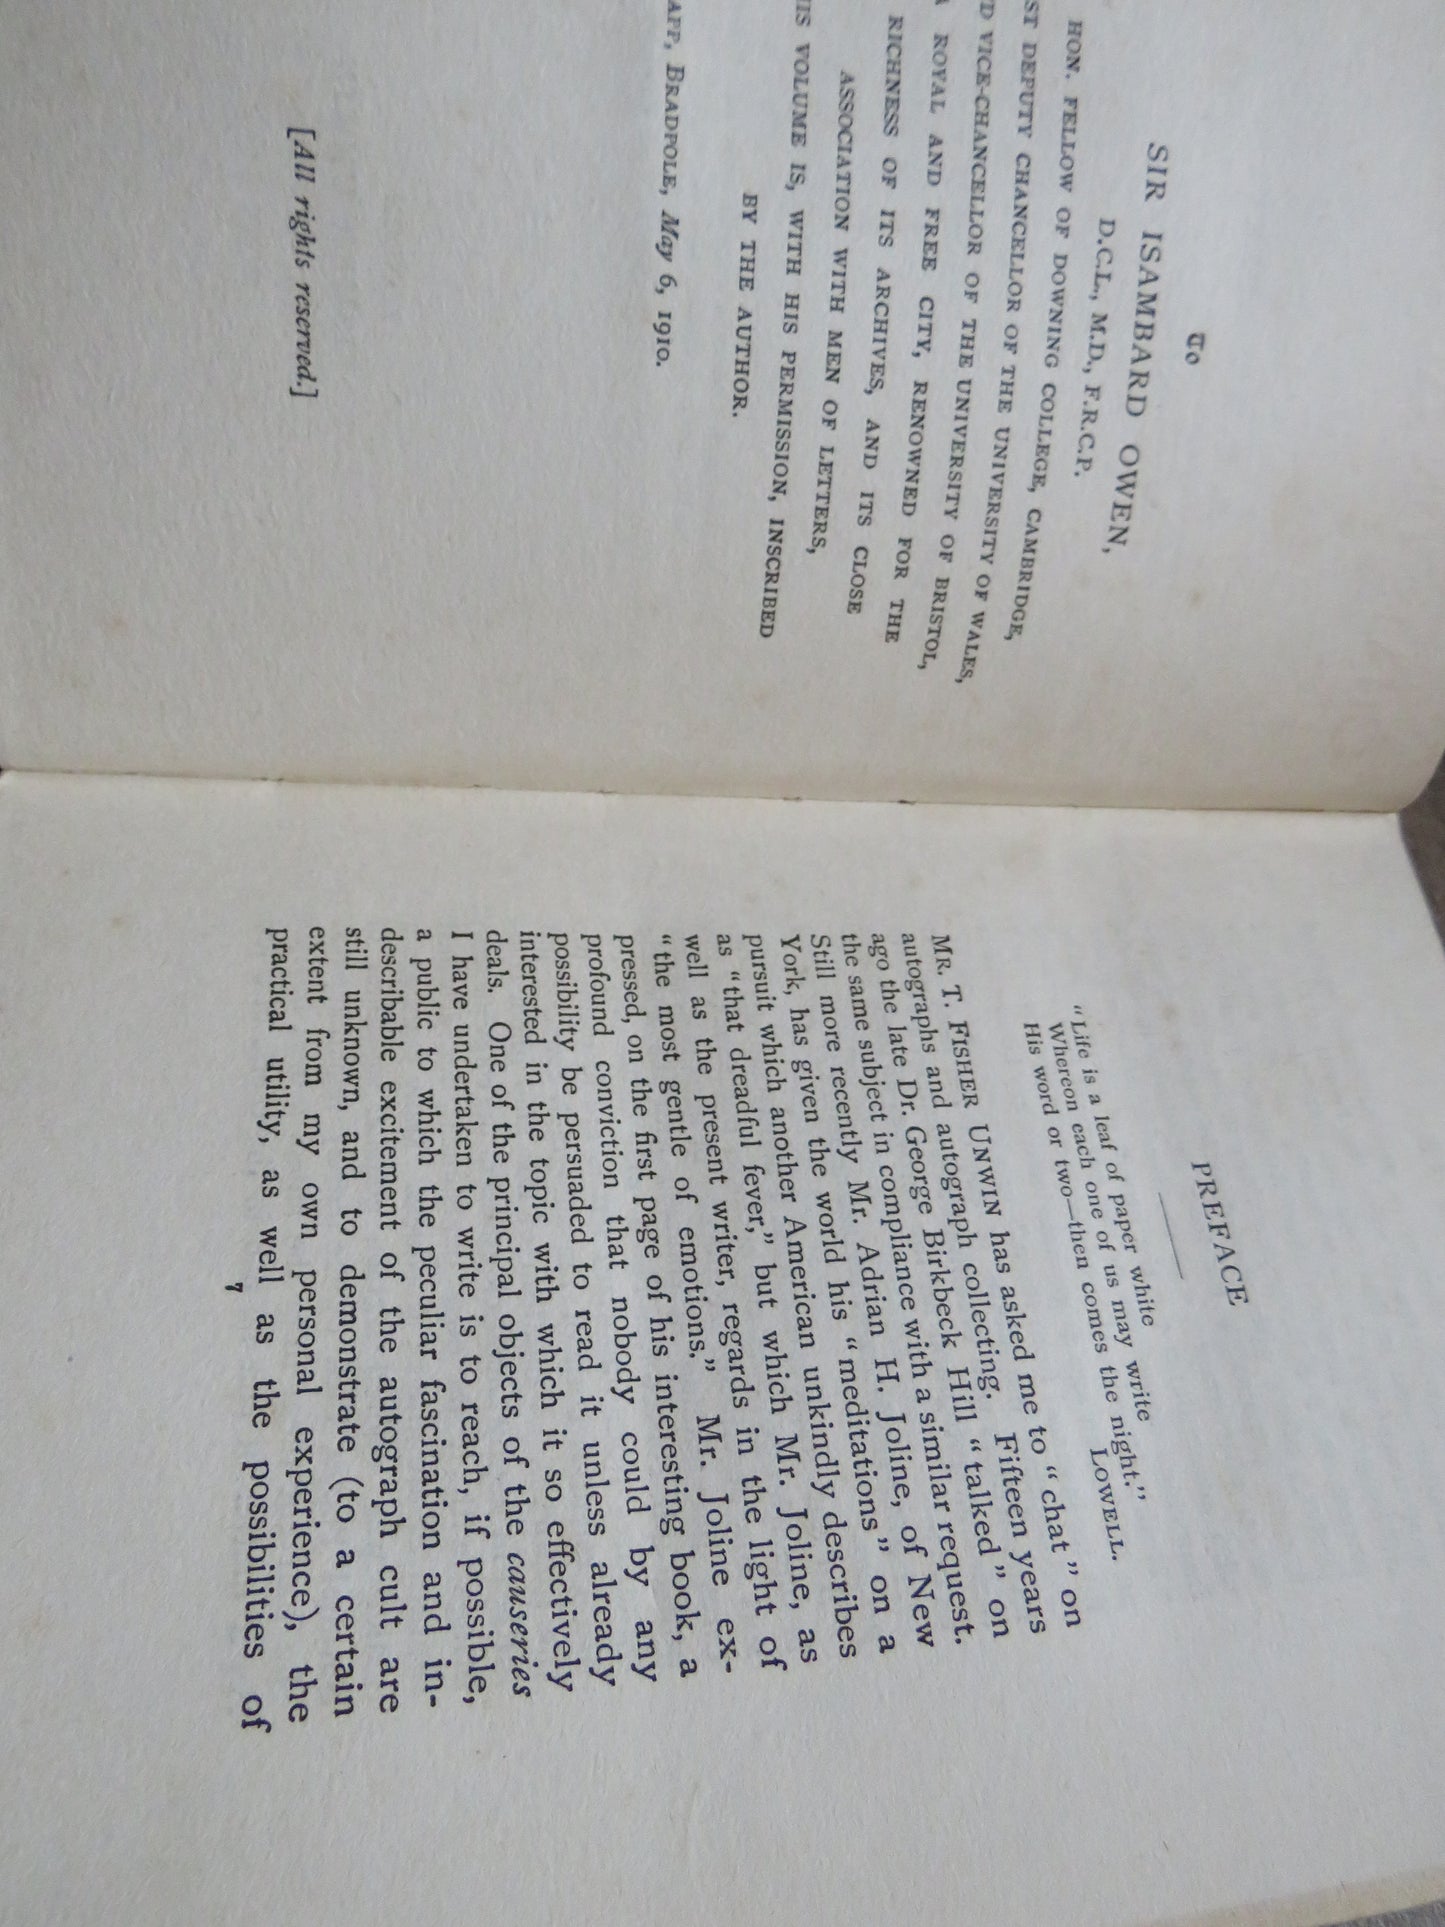 To
SIR ISAMBARD OWEN,
D.C.L., M.D., F.R.C.P.
HON. FELLOW OF DOWNING COLLEGE, CAMBRIDGE,
ST DEPUTY CHANCELLOR OF THE UNIVERSITY OF WALES,
D VICE-CHANCELLOR OF THE UNIVERSITY OF BRISTOL,
A ROYAL AND FREE CITY, RENOWNED FOR THE
RICHNESS OF ITS ARCHIVES, AND ITS CLOSE
ASSOCIATION WITH MEN OF LETTERS,
IS VOLUME IS, WITH HIS PERMISSION, INSCRIBED
BY THE AUTHOR.
APP, BRADPOLE, May 6, 1910.
[All rights reserved.]
PREFACE
"Life is a leaf of paper white
Whereon each one of us may write
His word or two—then comes the night."
LOWELL.
MR. T. FISHER UNWIN has asked me to "chat" on
autographs and autograph collecting. Fifteen years
ago the late Dr. George Birkbeck Hill "talked" on
the same subject in compliance with a similar request.
Still more recently Mr. Adrian H. Joline, of New
York, has given the world his "meditations" on a
pursuit which another American unkindly describes
as "that dreadful fever," but which Mr. Joline, as
well as the present writer, regards in the light of
"the most gentle of emotions." Mr. Joline ex-
pressed, on the first page of his interesting book, a
profound conviction that nobody could by any
possibility be persuaded to read it unless already
interested in the topic with which it so effectively
deals. One of the principal objects of the causeries
I have undertaken to write is to reach, if possible,
a public to which the peculiar fascination and in-
describable excitement of the autograph cult are
still unknown, and to demonstrate (to a certain
extent from my own personal experience), the
practical utility, as well as the possibilities of
7